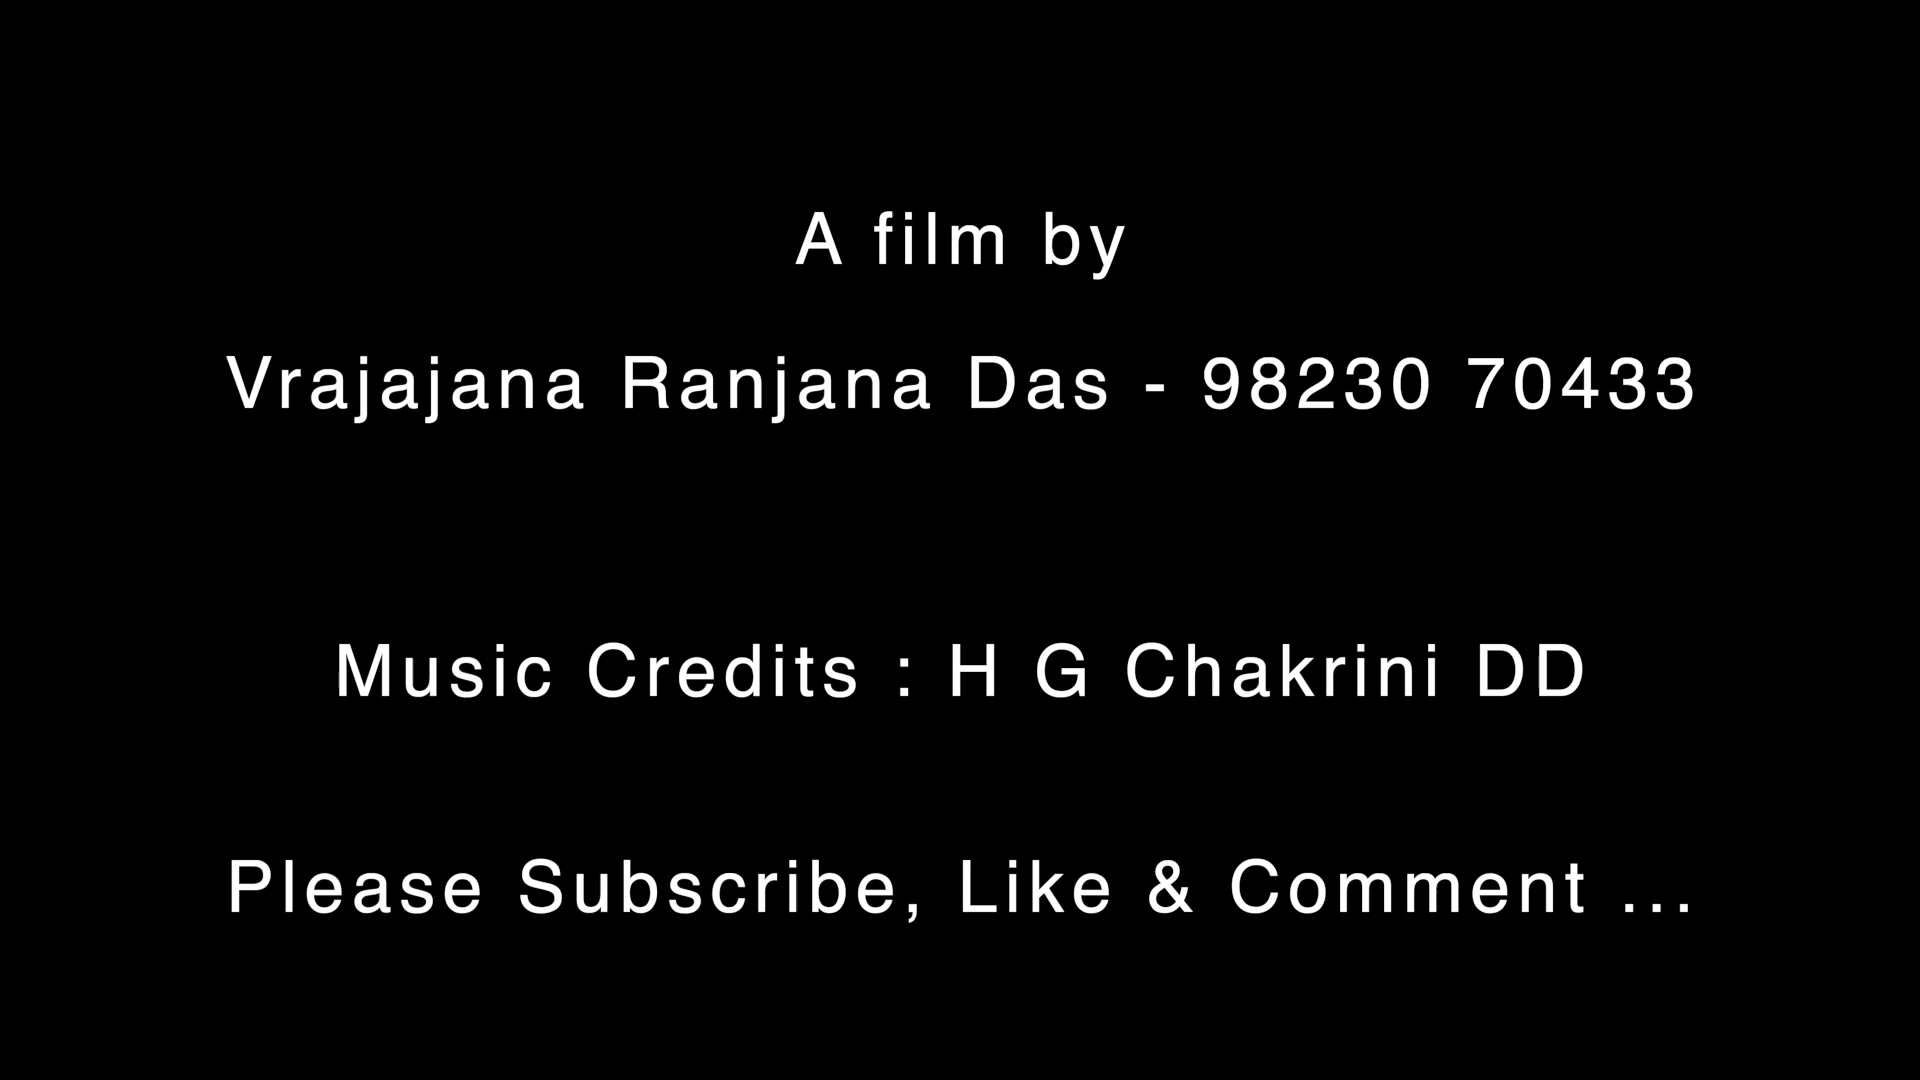 A film by
Vrajajana Ranjana Das - 98230 70433
Music Credits : H G Chakrini DD
Please Subscribe, Like & Comment ...